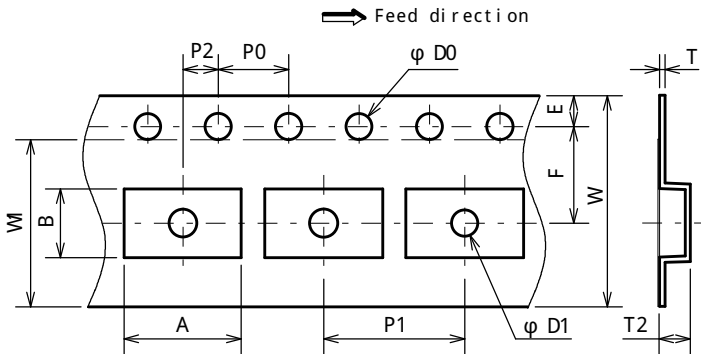 Feed direction
P2
P0
φ D0
T
E
F
W
W1
B
A
P1
φ D1
T2